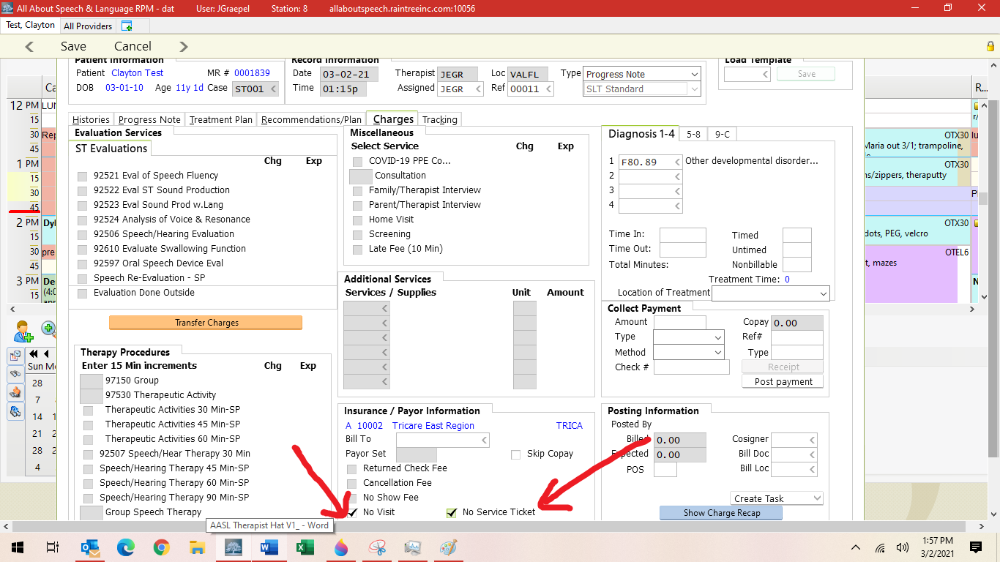 All About Speech & Language RPM - dat User: JGraepel Station: 8 allaboutspeech.raintreeinc.com:10056
Test, Clayton All Providers
Save Cancel
Patient Information Record Information Load Template
Patient Clayton Test MR # 0001839 Date 03-02-21 Therapist JEGR Loc VALFL Type Progress Note Save
DOB 03-01-10 Age 11y 1d Case ST001 Time 01:15p Assigned JEGR Ref 00011 SLT Standard
Histories Progress Note Treatment Plan Recommendations/Plan Charges Tracking
Evaluation Services
ST Evaluations
Chg Exp
92521 Eval of Speech Fluency
92522 Eval ST Sound Production
92523 Eval Sound Prod w.Lang
92524 Analysis of Voice & Resonance
92506 Speech/Hearing Evaluation
92610 Evaluate Swallowing Function
92597 Oral Speech Device Eval
Speech Re-Evaluation - SP
Evaluation Done Outside
Transfer Charges
Therapy Procedures
Enter 15 Min increments Chg Exp
97150 Group
97530 Therapeutic Activity
Therapeutic Activities 30 Min-SP
Therapeutic Activities 45 Min-SP
Therapeutic Activities 60 Min-SP
92507 Speech/Hear Therapy 30 Min
Speech/Hearing Therapy 45 Min-SP
Speech/Hearing Therapy 60 Min-SP
Speech/Hearing Therapy 90 Min-SP
Group Speech Therapy
Miscellaneous
Select Service Chg Exp
COVID-19 PPE Co...
Consultation
Family/Therapist Interview
Parent/Therapist Interview
Home Visit
Screening
Late Fee (10 Min)
Additional Services
Services / Supplies Unit Amount
Insurance / Payor Information
A 10002 Tricare East Region TRICA
Bill To
Payor Set Skip Copay
Returned Check Fee
Cancellation Fee
No Show Fee
No Visit No Service Ticket
Diagnosis 1-4 5-8 9-C
1 F80.89 Other developmental disorder...
2
3
4
Time In: Timed
Time Out: Untimed
Total Minutes: Nonbillable
Treatment Time: 0
Location of Treatment
Collect Payment
Amount Copay 0.00
Type Ref#
Method Type
Check # Receipt
Post payment
Posting Information
Posted By
Billed 0.00 Cosigner
Expected 0.00 Bill Doc
POS Bill Loc
Create Task
Show Charge Recap
Ca
12 PM LUN
15
30 Rep
45
1 PM
15
30
45
2 PM Dyl
15
30 pre
45
3 PM De
15 (4:0
R...
r/
OTX30 lu
Maria out 3/1; trampoline,
OTX30
ns/zippers, theraputty
P
OTX30
dots, PEG, velcro
OTEL6
t, mazes
N
Sun Mo
28 1
7
14 1
21 2
28 2
4
AASL Therapist Hat V1_ - Word
1:57 PM
3/2/2021